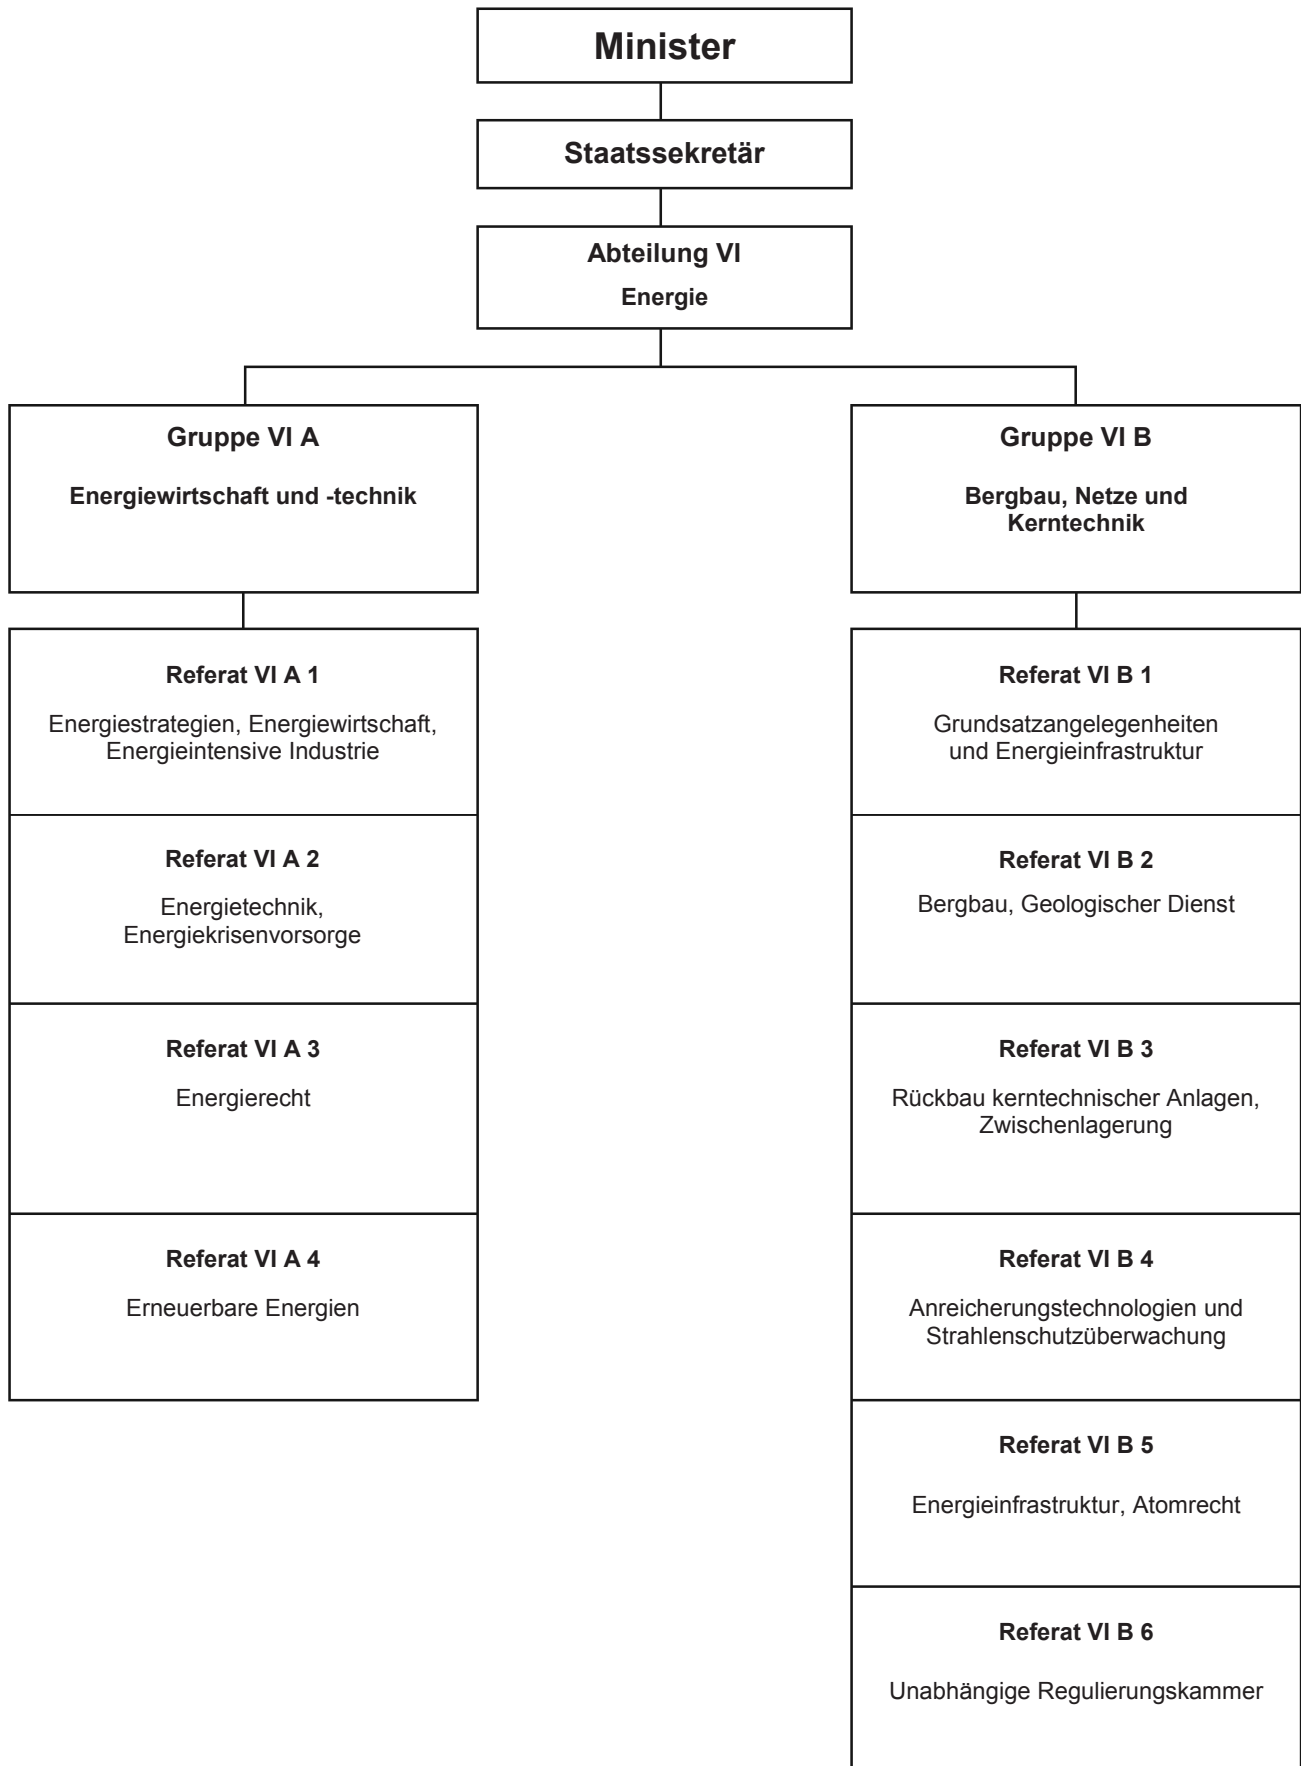 Minister
Staatssekretär
Abteilung VI
Energie
Gruppe VI A
Energiewirtschaft und -technik
Gruppe VI B
Bergbau, Netze und
Kerntechnik
Referat VI A 1
Energiestrategien, Energiewirtschaft,
Energieintensive Industrie
Referat VI A 2
Energietechnik,
Energiekrisenvorsorge
Referat VI A 3
Energierecht
Referat VI A 4
Erneuerbare Energien
Referat VI B 1
Grundsatzangelegenheiten
und Energieinfrastruktur
Referat VI B 2
Bergbau, Geologischer Dienst
Referat VI B 3
Rückbau kerntechnischer Anlagen,
Zwischenlagerung
Referat VI B 4
Anreicherungstechnologien und
Strahlenschutzüberwachung
Referat VI B 5
Energieinfrastruktur, Atomrecht
Referat VI B 6
Unabhängige Regulierungskammer